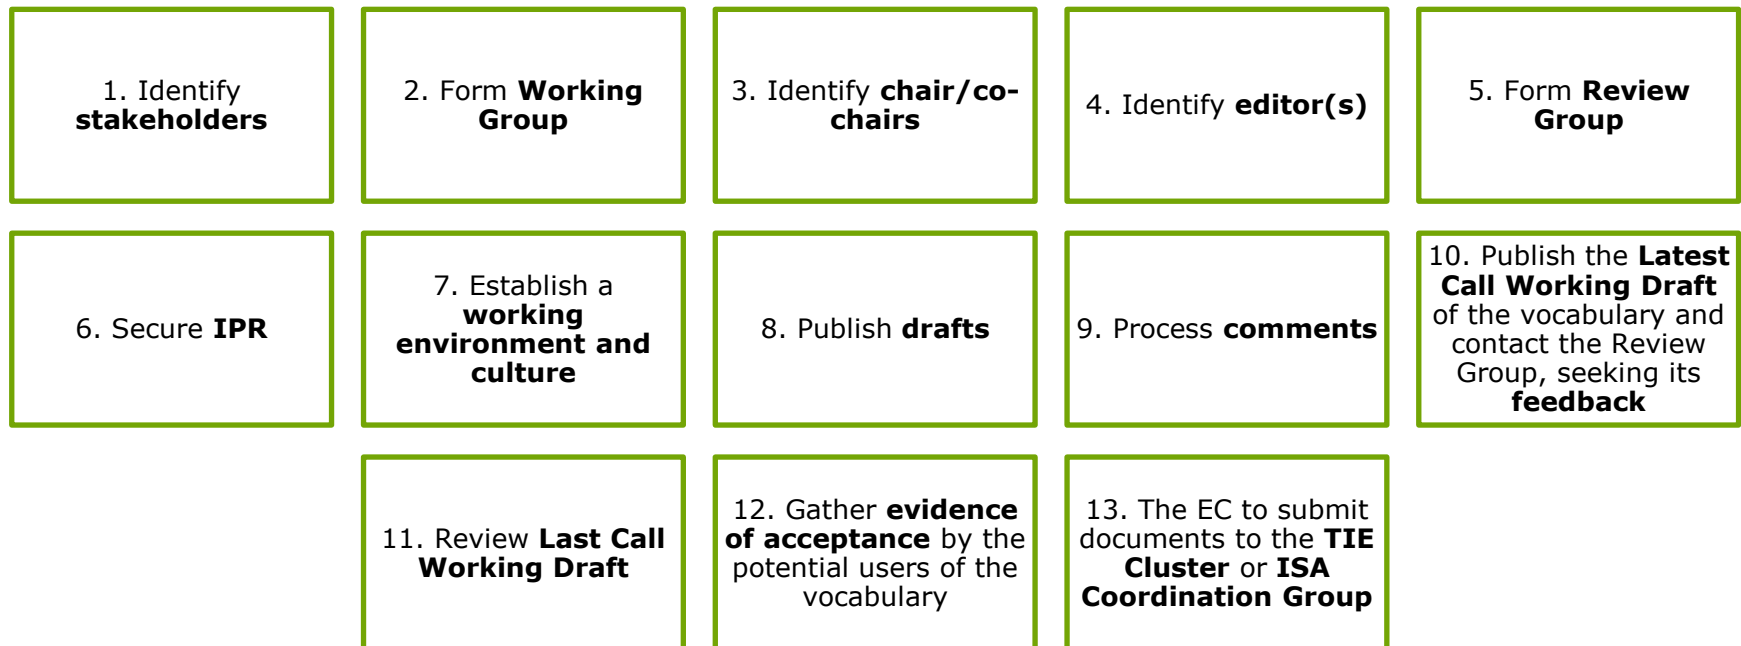 1. Identify
stakeholders
2. Form Working
Group
3. Identify chair/co-
chairs
4. Identify editor(s)
5. Form Review
Group
6. Secure IPR
7. Establish a
working
environment and
culture
8. Publish drafts
9. Process comments
10. Publish the Latest
Call Working Draft
of the vocabulary and
contact the Review
Group, seeking its
feedback
11. Review Last Call
Working Draft
12. Gather evidence
of acceptance by the
potential users of the
vocabulary
13. The EC to submit
documents to the TIE
Cluster or ISA
Coordination Group